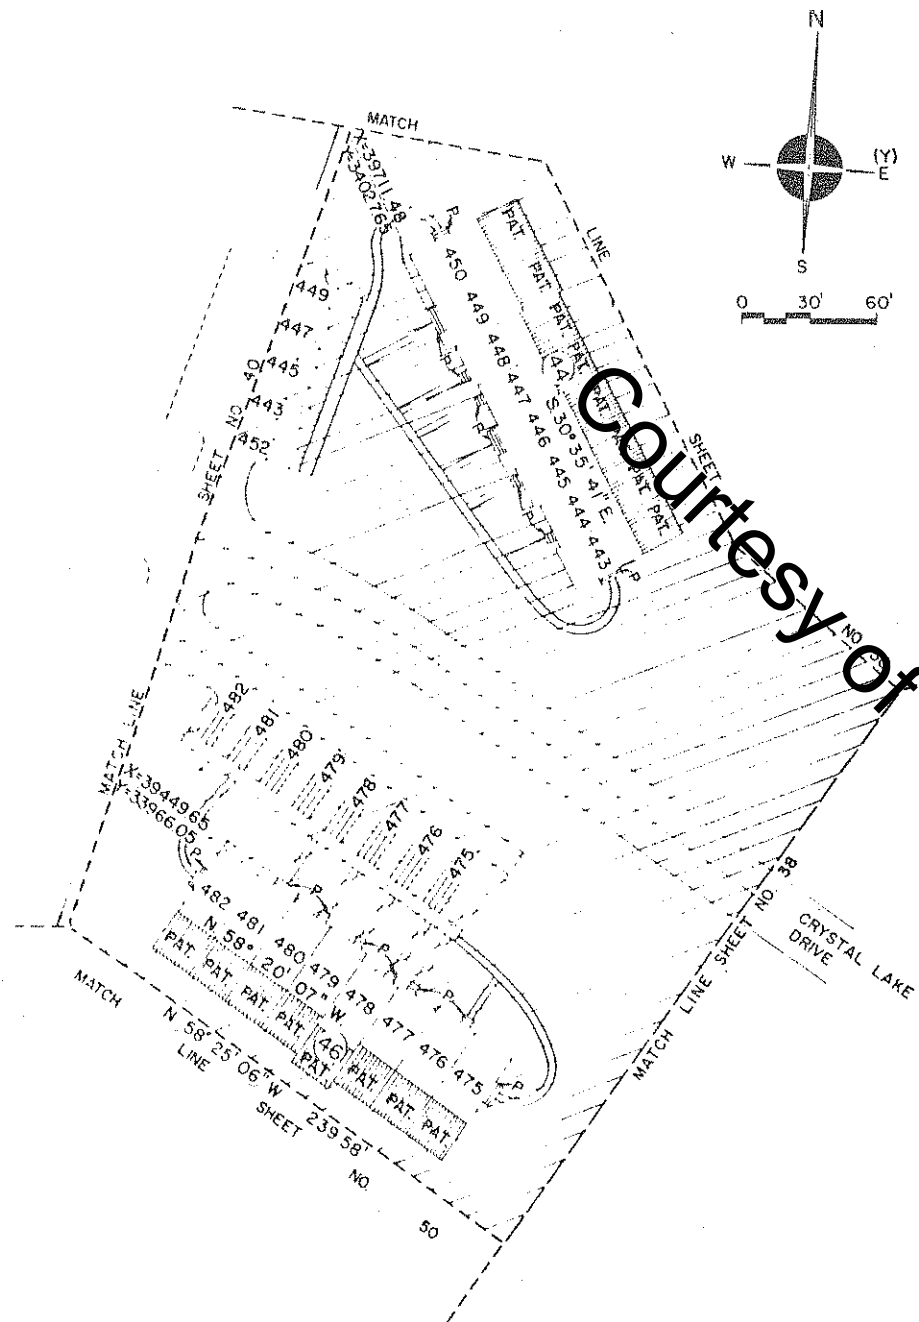 N
W
(Y)
E
S
0 30' 60'
MATCH
LINE
SHEET
X=39711.48
Y=34027.65
449
447
445
443
452
SHEET NO. 40
MATCH LINE
P P P P P
450 449 448 447 446 445 444 443
S. 30° 35' 41" E.
PAT. PAT. PAT. PAT. PAT. PAT. PAT. PAT.
Courtesy of
482 481 480 479 478 477 476 475
X=39449.65
Y=33966.05
P P P P P
482 481 480 479 478 477 476 475
N. 58° 20' 07" W
PAT. PAT. PAT. PAT. PAT. PAT. PAT. PAT.
46
MATCH
LINE
SHEET
NO.
50
N 58° 25' 06" W 239.58'
MATCH LINE SHEET NO. 38
CRYSTAL LAKE
DRIVE